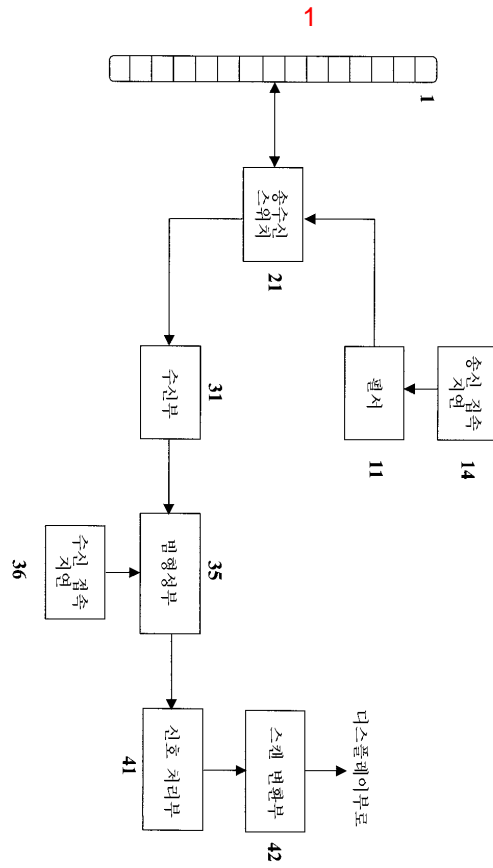 1
1
송수신
스위치
21
펄서
11
송신 집속
지연
14
수신부
31
빔형성부
35
수신 집속
지연
36
신호 처리부
41
스캔 변환부
42
디스플레이부로